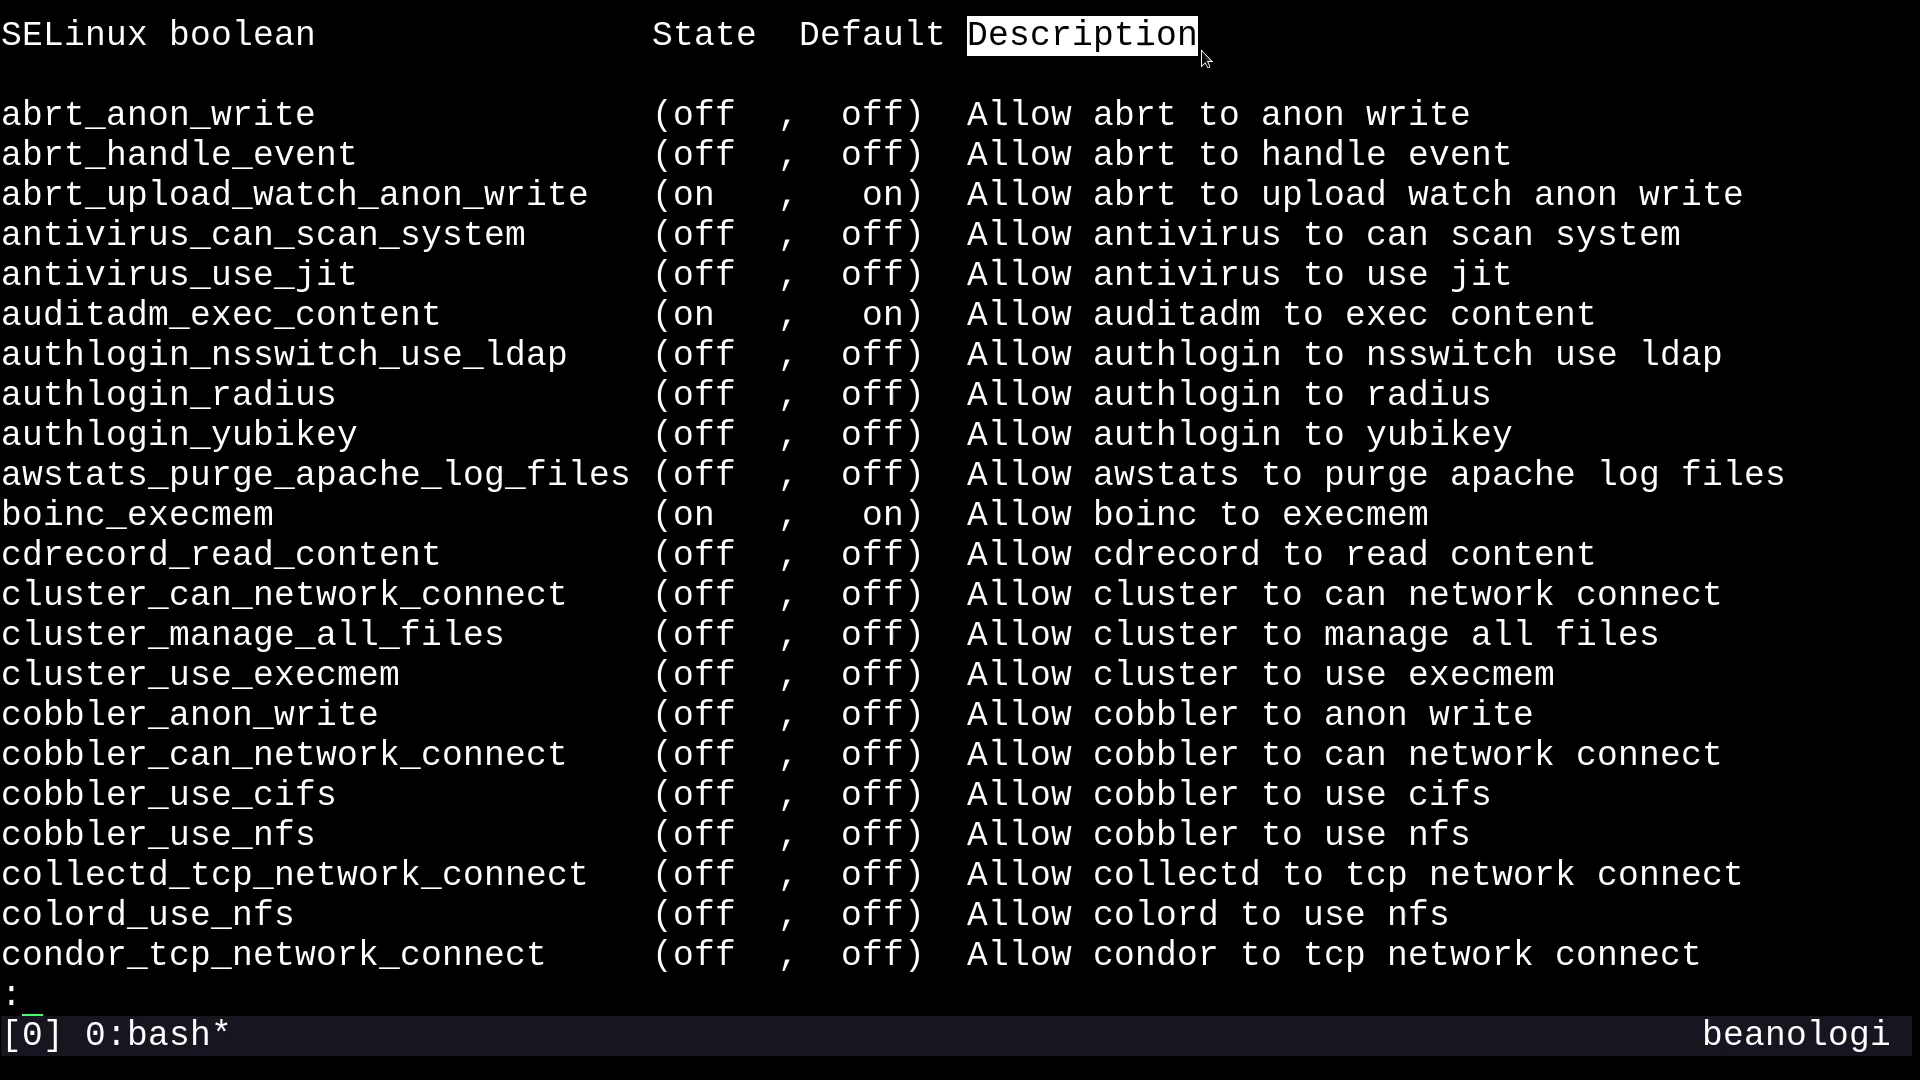 SELinux boolean                State  Default Description

abrt_anon_write                (off  ,  off)  Allow abrt to anon write
abrt_handle_event              (off  ,  off)  Allow abrt to handle event
abrt_upload_watch_anon_write   (on   ,   on)  Allow abrt to upload watch anon write
antivirus_can_scan_system      (off  ,  off)  Allow antivirus to can scan system
antivirus_use_jit              (off  ,  off)  Allow antivirus to use jit
auditadm_exec_content          (on   ,   on)  Allow auditadm to exec content
authlogin_nsswitch_use_ldap    (off  ,  off)  Allow authlogin to nsswitch use ldap
authlogin_radius               (off  ,  off)  Allow authlogin to radius
authlogin_yubikey              (off  ,  off)  Allow authlogin to yubikey
awstats_purge_apache_log_files (off  ,  off)  Allow awstats to purge apache log files
boinc_execmem                  (on   ,   on)  Allow boinc to execmem
cdrecord_read_content          (off  ,  off)  Allow cdrecord to read content
cluster_can_network_connect    (off  ,  off)  Allow cluster to can network connect
cluster_manage_all_files       (off  ,  off)  Allow cluster to manage all files
cluster_use_execmem            (off  ,  off)  Allow cluster to use execmem
cobbler_anon_write             (off  ,  off)  Allow cobbler to anon write
cobbler_can_network_connect    (off  ,  off)  Allow cobbler to can network connect
cobbler_use_cifs               (off  ,  off)  Allow cobbler to use cifs
cobbler_use_nfs                (off  ,  off)  Allow cobbler to use nfs
collectd_tcp_network_connect   (off  ,  off)  Allow collectd to tcp network connect
colord_use_nfs                 (off  ,  off)  Allow colord to use nfs
condor_tcp_network_connect     (off  ,  off)  Allow condor to tcp network connect
:
[0] 0:bash* beanologi